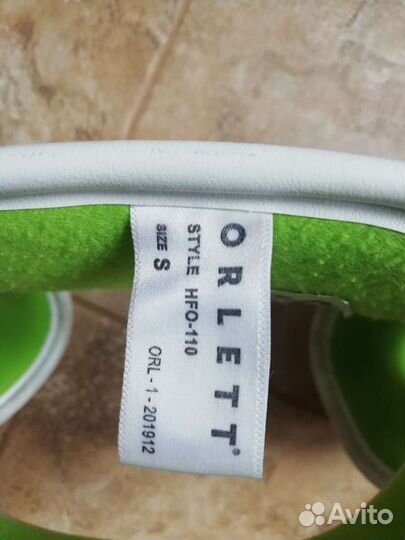 ORLETT®
STYLE HFO-110
SIZE S
ORL-1-201912
Avito